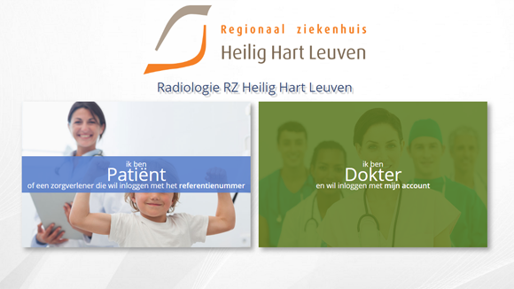 Regionaal ziekenhuis
Heilig Hart Leuven
Radiologie RZ Heilig Hart Leuven
ik ben
Patiënt
of een zorgverlener die wil inloggen met het referentienummer
ik ben
Dokter
en wil inloggen met mijn account